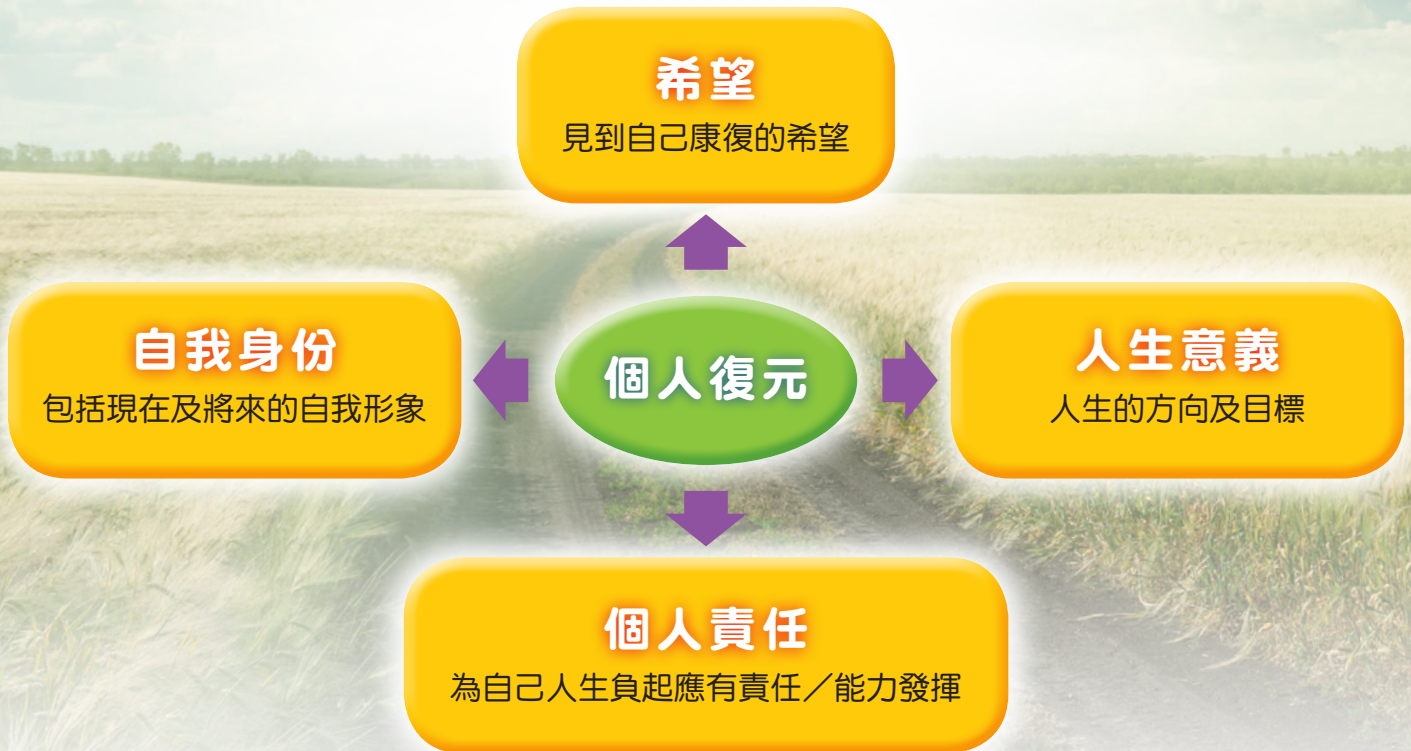 希望
見到自己康復的希望
自我身份
包括現在及將來的自我形象
個人復元
人生意義
人生的方向及目標
個人責任
為自己人生負起應有責任／能力發揮